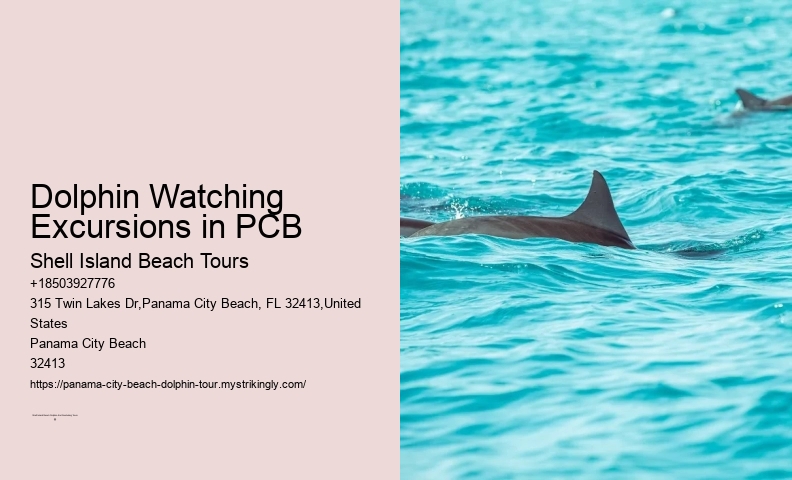 Dolphin Watching
Excursions in PCB
Shell Island Beach Tours
+18503927776
315 Twin Lakes Dr,Panama City Beach, FL 32413,United
States
Panama City Beach
32413
https://panama-city-beach-dolphin-tour.mystrikingly.com/